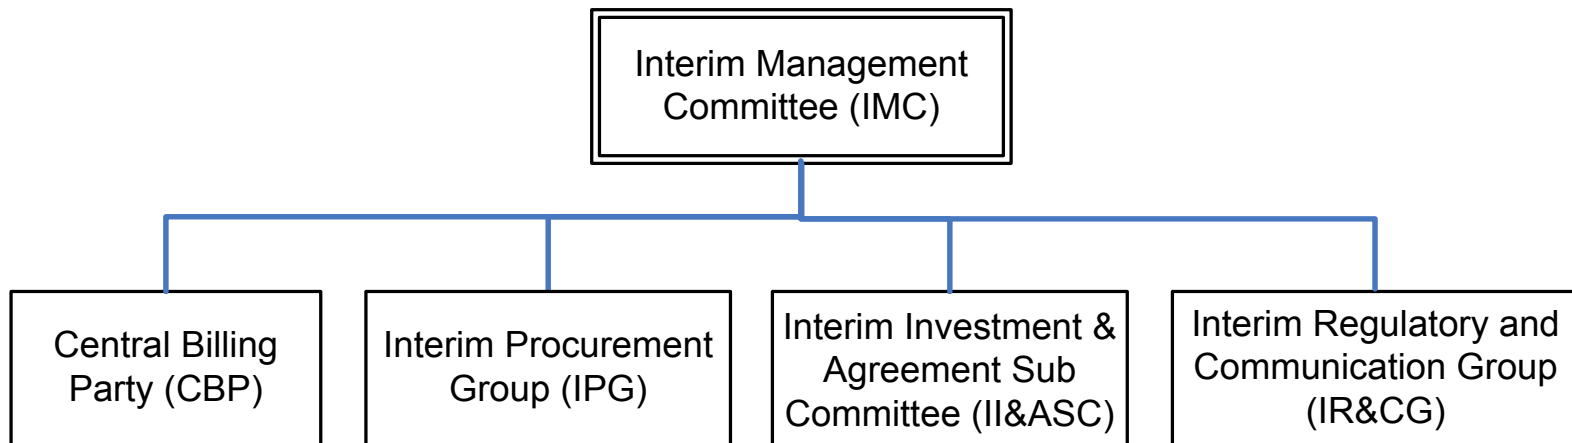 Interim Management
Committee (IMC)
Central Billing
Party (CBP)
Interim Procurement
Group (IPG)
Interim Investment &
Agreement Sub
Committee (II&ASC)
Interim Regulatory and
Communication Group
(IR&CG)